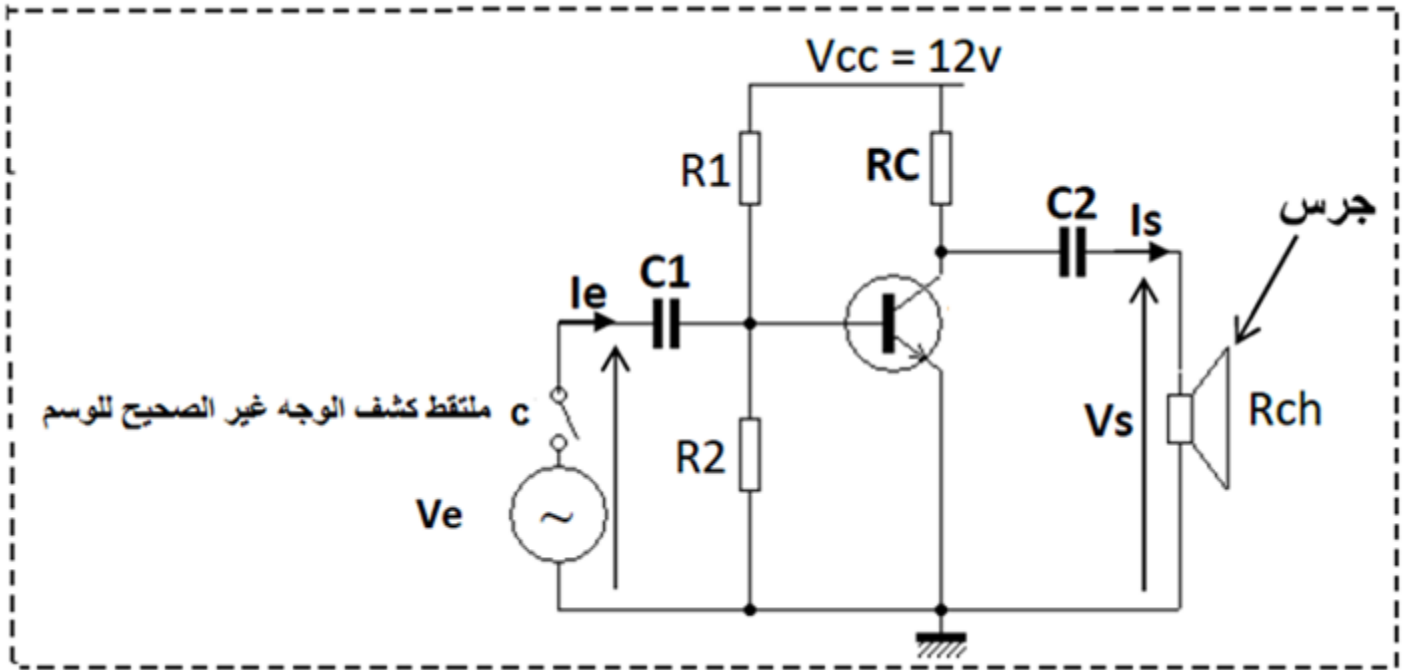 Vcc = 12v
R1
RC
C2
Is
جرس
C1
Ie
ملتقط كشف الوجه غير الصحيح للوسم c
R2
Vs
Rch
Ve
~